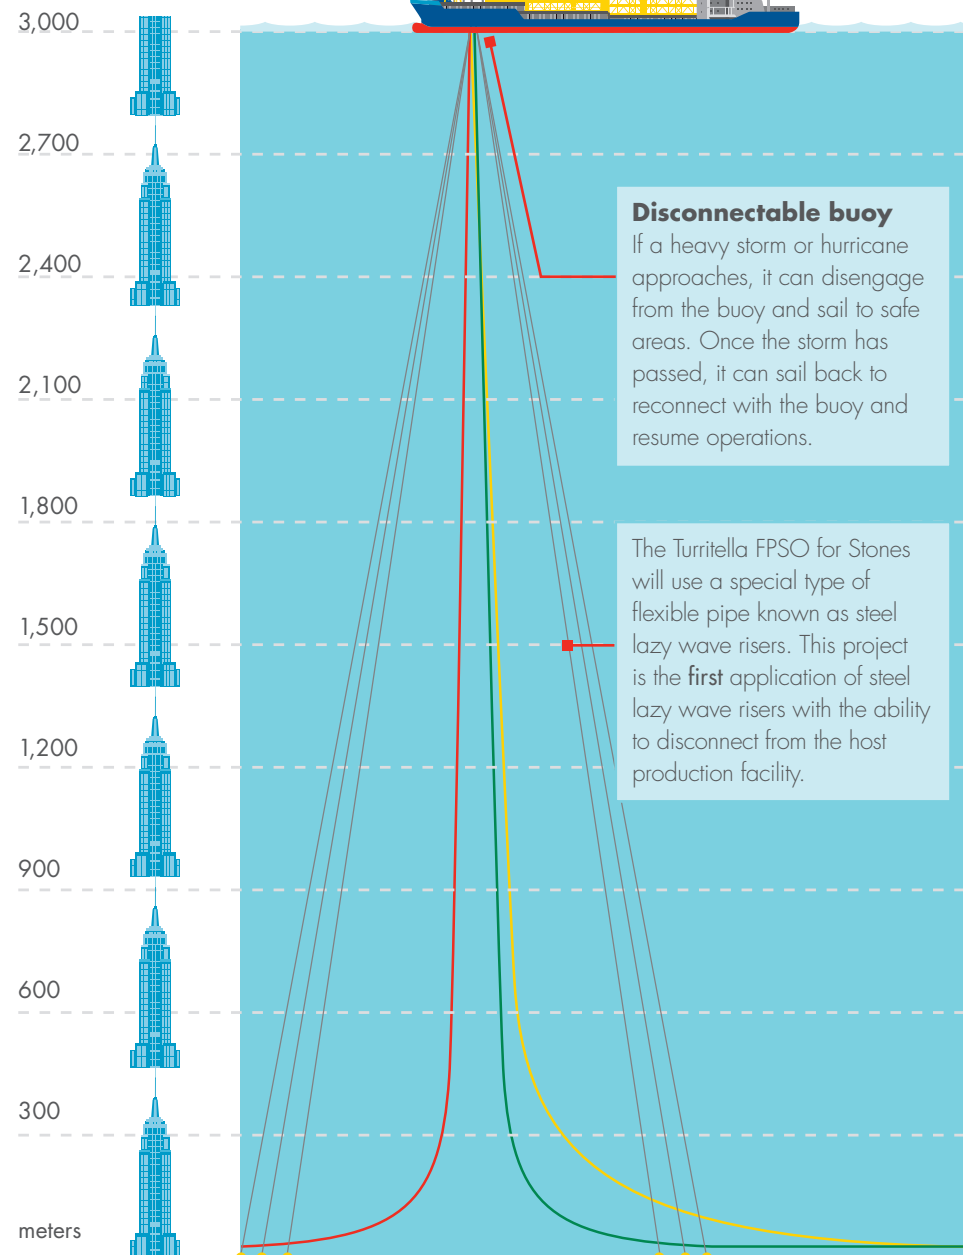 3,000
2,700
2,400
2,100
1,800
1,500
1,200
900
600
300
meters
Disconnectable buoy
If a heavy storm or hurricane
approaches, it can disengage
from the buoy and sail to safe
areas. Once the storm has
passed, it can sail back to
reconnect with the buoy and
resume operations.
The Turritella FPSO for Stones
will use a special type of
flexible pipe known as steel
lazy wave risers. This project
is the first application of steel
lazy wave risers with the ability
to disconnect from the host
production facility.